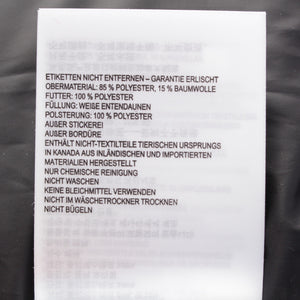 ETIKETTEN NICHT ENTFERNEN – GARANTIE ERLISCHT
OBERMATERIAL: 85 % POLYESTER, 15 % BAUMWOLLE
FUTTER: 100 % POLYESTER
FÜLLUNG: WEIßE ENTENDAUNEN
POLSTERUNG: 100 % POLYESTER
AUßER STICKEREI
AUßER BORDÜRE
ENTHÄLT NICHT-TEXTILTEILE TIERISCHEN URSPRUNGS
IN KANADA AUS INLÄNDISCHEN UND IMPORTIERTEN
MATERIALIEN HERGESTELLT
NUR CHEMISCHE REINIGUNG
NICHT WASCHEN
KEINE BLEICHMITTEL VERWENDEN
NICHT IM WÄSCHETROCKNER TROCKNEN
NICHT BÜGELN